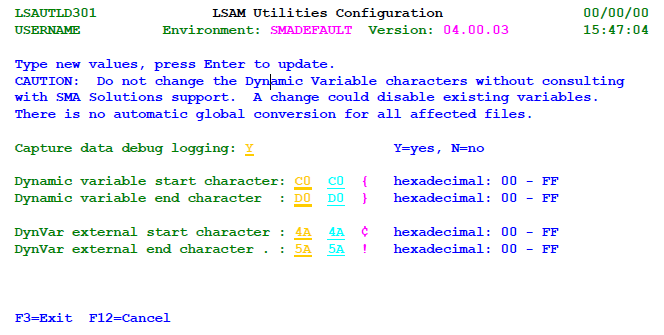 LSAUTLD301 LSAM Utilities Configuration 00/00/00
USERNAME Environment: SMADEFAULT Version: 04.00.03 15:47:04
Type new values, press Enter to update.
CAUTION: Do not change the Dynamic Variable characters without consulting
with SMA Solutions support. A change could disable existing variables.
There is no automatic global conversion for all affected files.
Capture data debug logging: Y Y=yes, N=no
Dynamic variable start character: C0 C0 { hexadecimal: 00 - FF
Dynamic variable end character : D0 D0 } hexadecimal: 00 - FF
DynVar external start character : 4A 4A ¢ hexadecimal: 00 - FF
DynVar external end character . : 5A 5A ! hexadecimal: 00 - FF
F3=Exit F12=Cancel